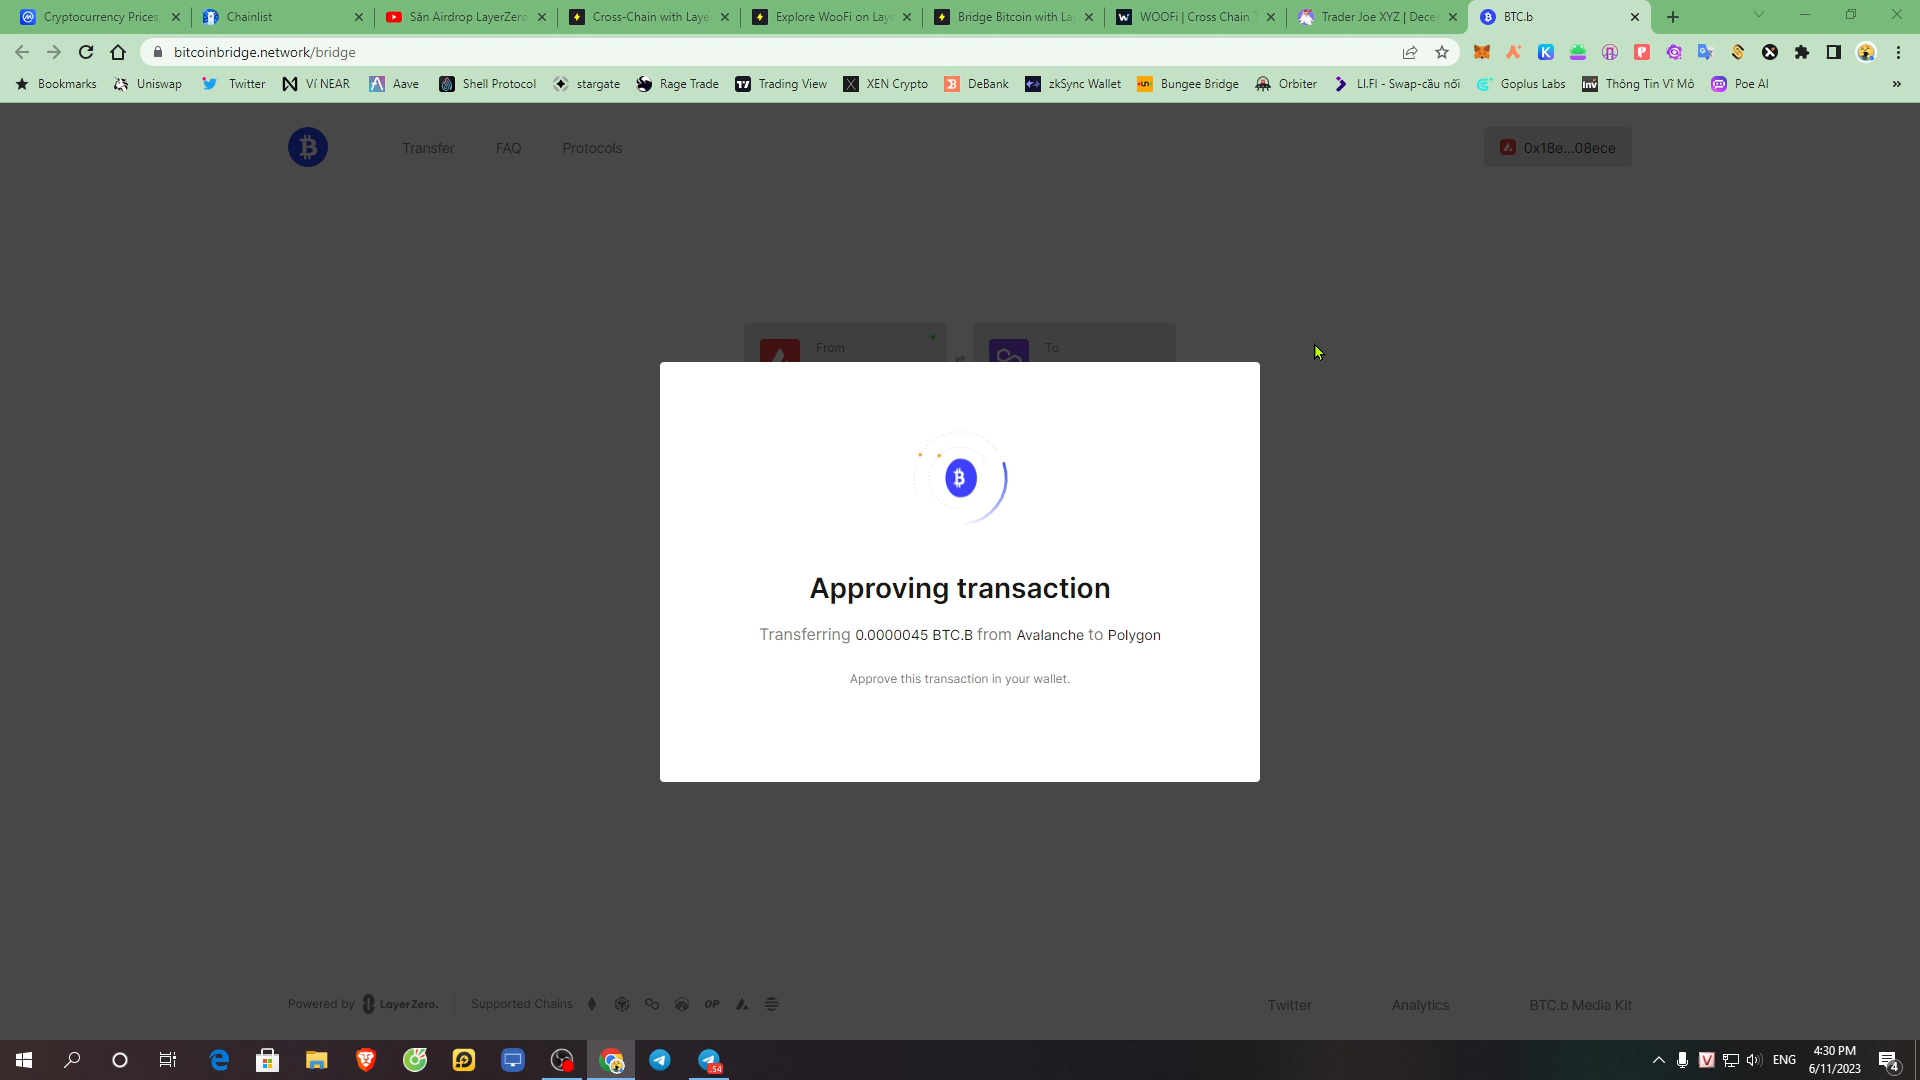 Cryptocurrency Prices,
Chainlist
Săn Airdrop LayerZero
Cross-Chain with Laye
Explore WooFi on Lay
Bridge Bitcoin with La
WOOFi | Cross Chain T
Trader Joe XYZ | Dece
BTC.b
bitcoinbridge.network/bridge
Bookmarks
Uniswap
Twitter
Ví NEAR
Aave
Shell Protocol
stargate
Rage Trade
Trading View
XEN Crypto
DeBank
zkSync Wallet
Bungee Bridge
Orbiter
LI.FI - Swap-cầu nối
Goplus Labs
Thông Tin Vĩ Mô
Poe AI
Transfer
FAQ
Protocols
0x18e...08ece
From
To
Approving transaction
Transferring 0.0000045 BTC.B from Avalanche to Polygon
Approve this transaction in your wallet.
Powered by LayerZero.
Supported Chains
OP
Twitter
Analytics
BTC.b Media Kit
54
ENG
4:30 PM
6/11/2023
4